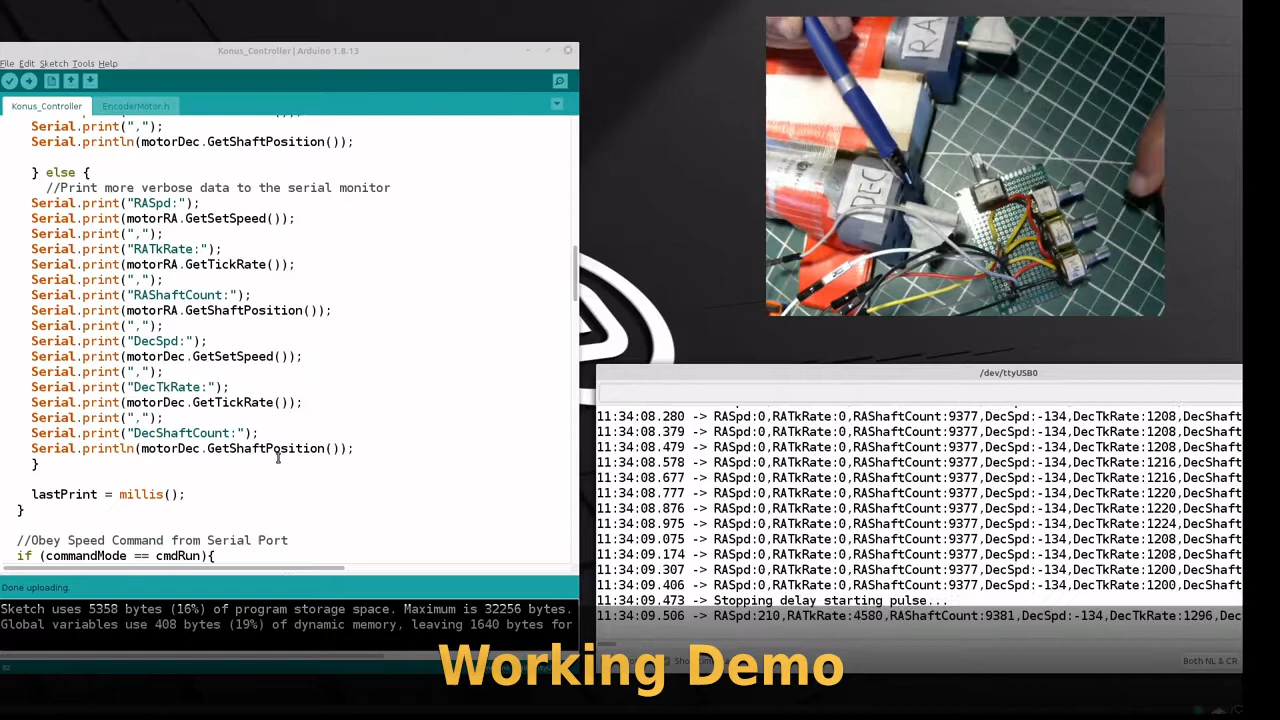 Konus_Controller | Arduino 1.8.13
File Edit Sketch Tools Help
Konus_Controller
EncoderMotor.h
Serial.print(",");
Serial.println(motorDec.GetShaftPosition());
} else {
//Print more verbose data to the serial monitor
Serial.print("RASpd:");
Serial.print(motorRA.GetSetSpeed());
Serial.print(",");
Serial.print("RATkRate:");
Serial.print(motorRA.GetTickRate());
Serial.print(",");
Serial.print("RAShaftCount:");
Serial.print(motorRA.GetShaftPosition());
Serial.print(",");
Serial.print("DecSpd:");
Serial.print(motorDec.GetSetSpeed());
Serial.print(",");
Serial.print("DecTkRate:");
Serial.print(motorDec.GetTickRate());
Serial.print(",");
Serial.print("DecShaftCount:");
Serial.println(motorDec.GetShaftPosition());
}
lastPrint = millis();
}
//Obey Speed Command from Serial Port
if (commandMode == cmdRun){
Done uploading.
Sketch uses 5358 bytes (16%) of program storage space. Maximum is 32256 bytes.
Global variables use 408 bytes (19%) of dynamic memory, leaving 1640 bytes for
82
RA
DEC
/dev/ttyUSB0
11:34:08.280 -> RASpd:0,RATkRate:0,RAShaftCount:9377,DecSpd:-134,DecTkRate:1208,DecShaft
11:34:08.379 -> RASpd:0,RATkRate:0,RAShaftCount:9377,DecSpd:-134,DecTkRate:1208,DecShaft
11:34:08.479 -> RASpd:0,RATkRate:0,RAShaftCount:9377,DecSpd:-134,DecTkRate:1208,DecShaft
11:34:08.578 -> RASpd:0,RATkRate:0,RAShaftCount:9377,DecSpd:-134,DecTkRate:1216,DecShaft
11:34:08.677 -> RASpd:0,RATkRate:0,RAShaftCount:9377,DecSpd:-134,DecTkRate:1216,DecShaft
11:34:08.777 -> RASpd:0,RATkRate:0,RAShaftCount:9377,DecSpd:-134,DecTkRate:1220,DecShaft
11:34:08.876 -> RASpd:0,RATkRate:0,RAShaftCount:9377,DecSpd:-134,DecTkRate:1220,DecShaft
11:34:08.975 -> RASpd:0,RATkRate:0,RAShaftCount:9377,DecSpd:-134,DecTkRate:1224,DecShaft
11:34:09.075 -> RASpd:0,RATkRate:0,RAShaftCount:9377,DecSpd:-134,DecTkRate:1208,DecShaft
11:34:09.174 -> RASpd:0,RATkRate:0,RAShaftCount:9377,DecSpd:-134,DecTkRate:1208,DecShaft
11:34:09.307 -> RASpd:0,RATkRate:0,RAShaftCount:9377,DecSpd:-134,DecTkRate:1200,DecShaft
11:34:09.406 -> RASpd:0,RATkRate:0,RAShaftCount:9377,DecSpd:-134,DecTkRate:1200,DecShaft
11:34:09.473 -> Stopping delay starting pulse...
11:34:09.506 -> RASpd:210,RATkRate:4580,RAShaftCount:9381,DecSpd:-134,DecTkRate:1296,Dec
Both NL & CR
Working Demo